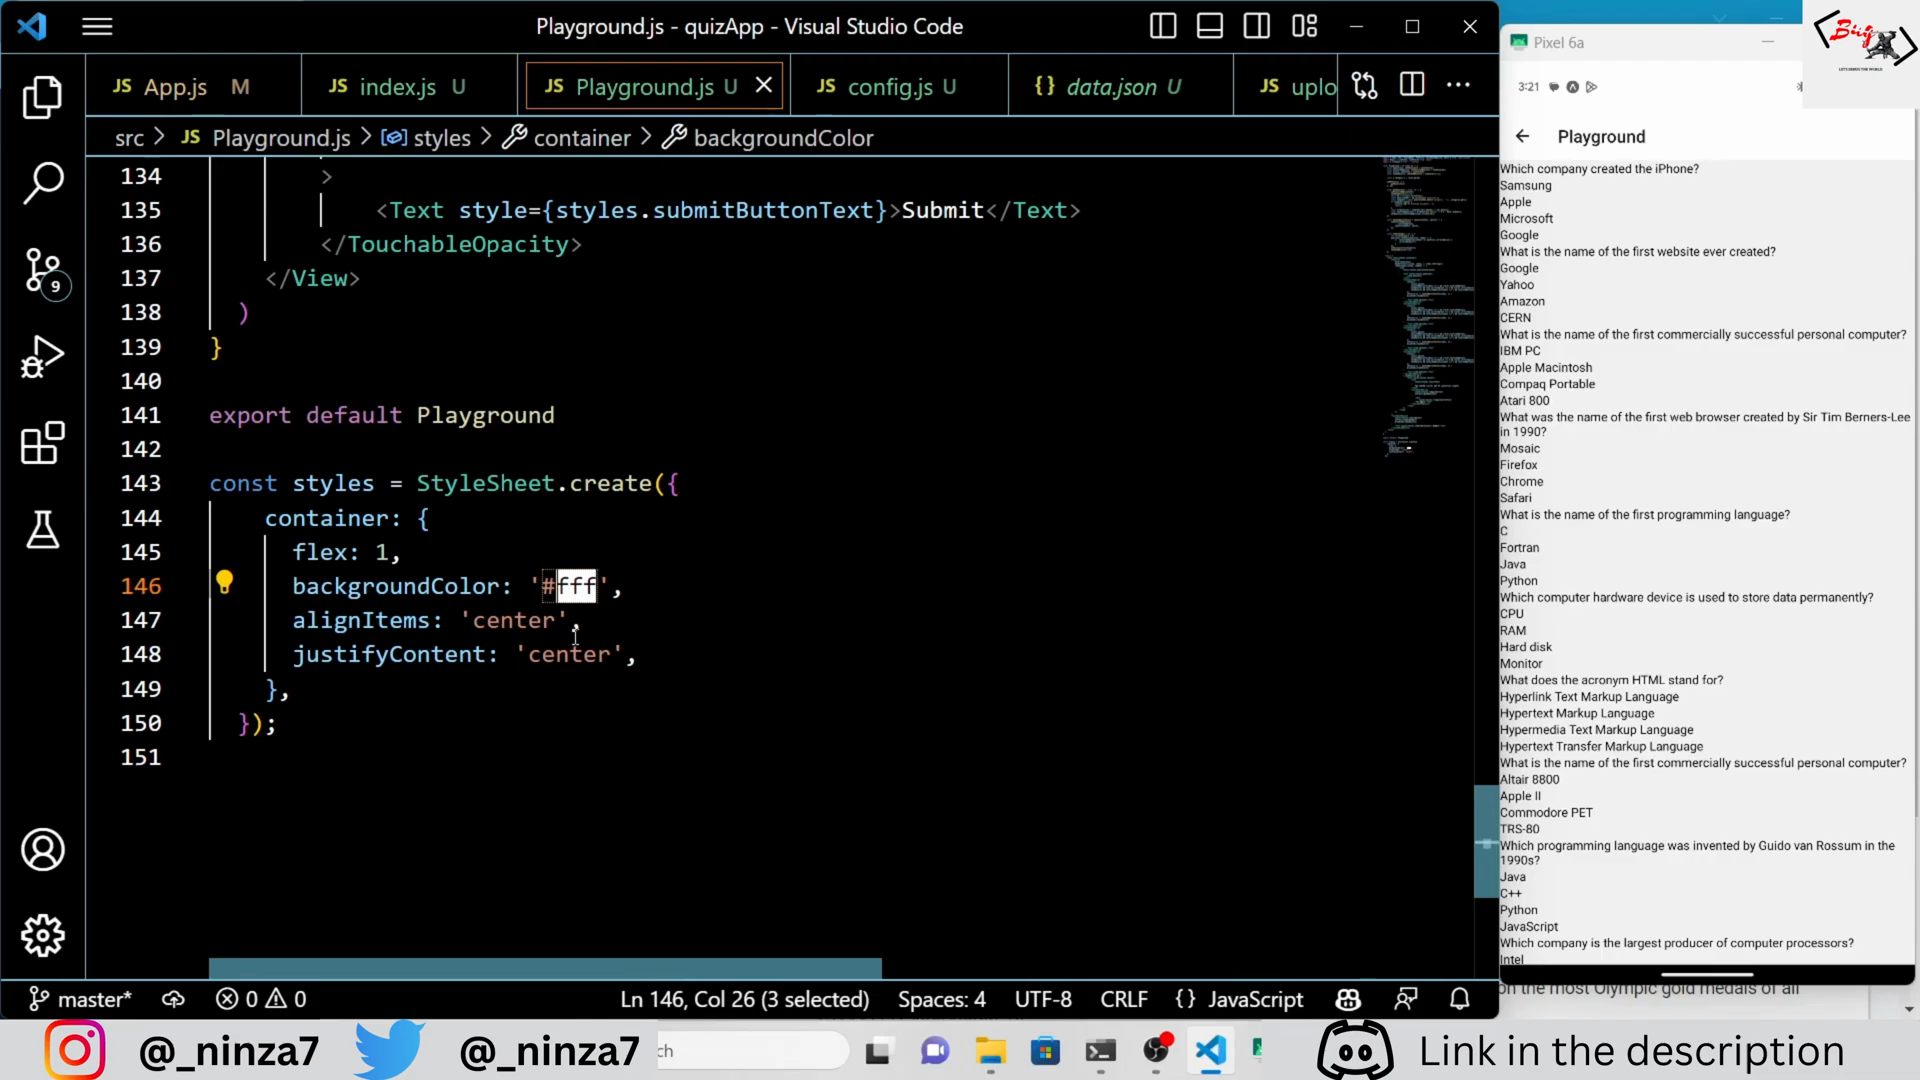 Playground.js - quizApp - Visual Studio Code
JS App.js M
JS index.js U
JS Playground.js U
JS config.js U
{} data.json U
JS uplo
src > JS Playground.js > styles > container > backgroundColor
134 >
135 <Text style={styles.submitButtonText}>Submit</Text>
136 </TouchableOpacity>
137 </View>
138 )
139 }
140
141 export default Playground
142
143 const styles = StyleSheet.create({
144 container: {
145 flex: 1,
146 backgroundColor: '#fff',
147 alignItems: 'center',
148 justifyContent: 'center',
149 },
150 });
151
9
master* 0 0 Ln 146, Col 26 (3 selected) Spaces: 4 UTF-8 CRLF {} JavaScript
Pixel 6a
Bug
3:21
Playground
Which company created the iPhone?
Samsung
Apple
Microsoft
Google
What is the name of the first website ever created?
Google
Yahoo
Amazon
CERN
What is the name of the first commercially successful personal computer?
IBM PC
Apple Macintosh
Compaq Portable
Atari 800
What was the name of the first web browser created by Sir Tim Berners-Lee
in 1990?
Mosaic
Firefox
Chrome
Safari
What is the name of the first programming language?
C
Fortran
Java
Python
Which computer hardware device is used to store data permanently?
CPU
RAM
Hard disk
Monitor
What does the acronym HTML stand for?
Hyperlink Text Markup Language
Hypertext Markup Language
Hypermedia Text Markup Language
Hypertext Transfer Markup Language
What is the name of the first commercially successful personal computer?
Altair 8800
Apple II
Commodore PET
TRS-80
Which programming language was invented by Guido van Rossum in the
1990s?
Java
C++
Python
JavaScript
Which company is the largest producer of computer processors?
Intel
on the most Olympic gold medals of all
@_ninza7 @_ninza7 ch Link in the description